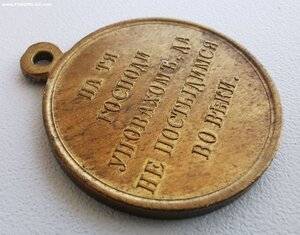 НА ТЯ
ГОСПОДИ
УПОВАХОМЪ, ДА
НЕ ПОСТЫДИМСЯ
ВО ВѢКИ.